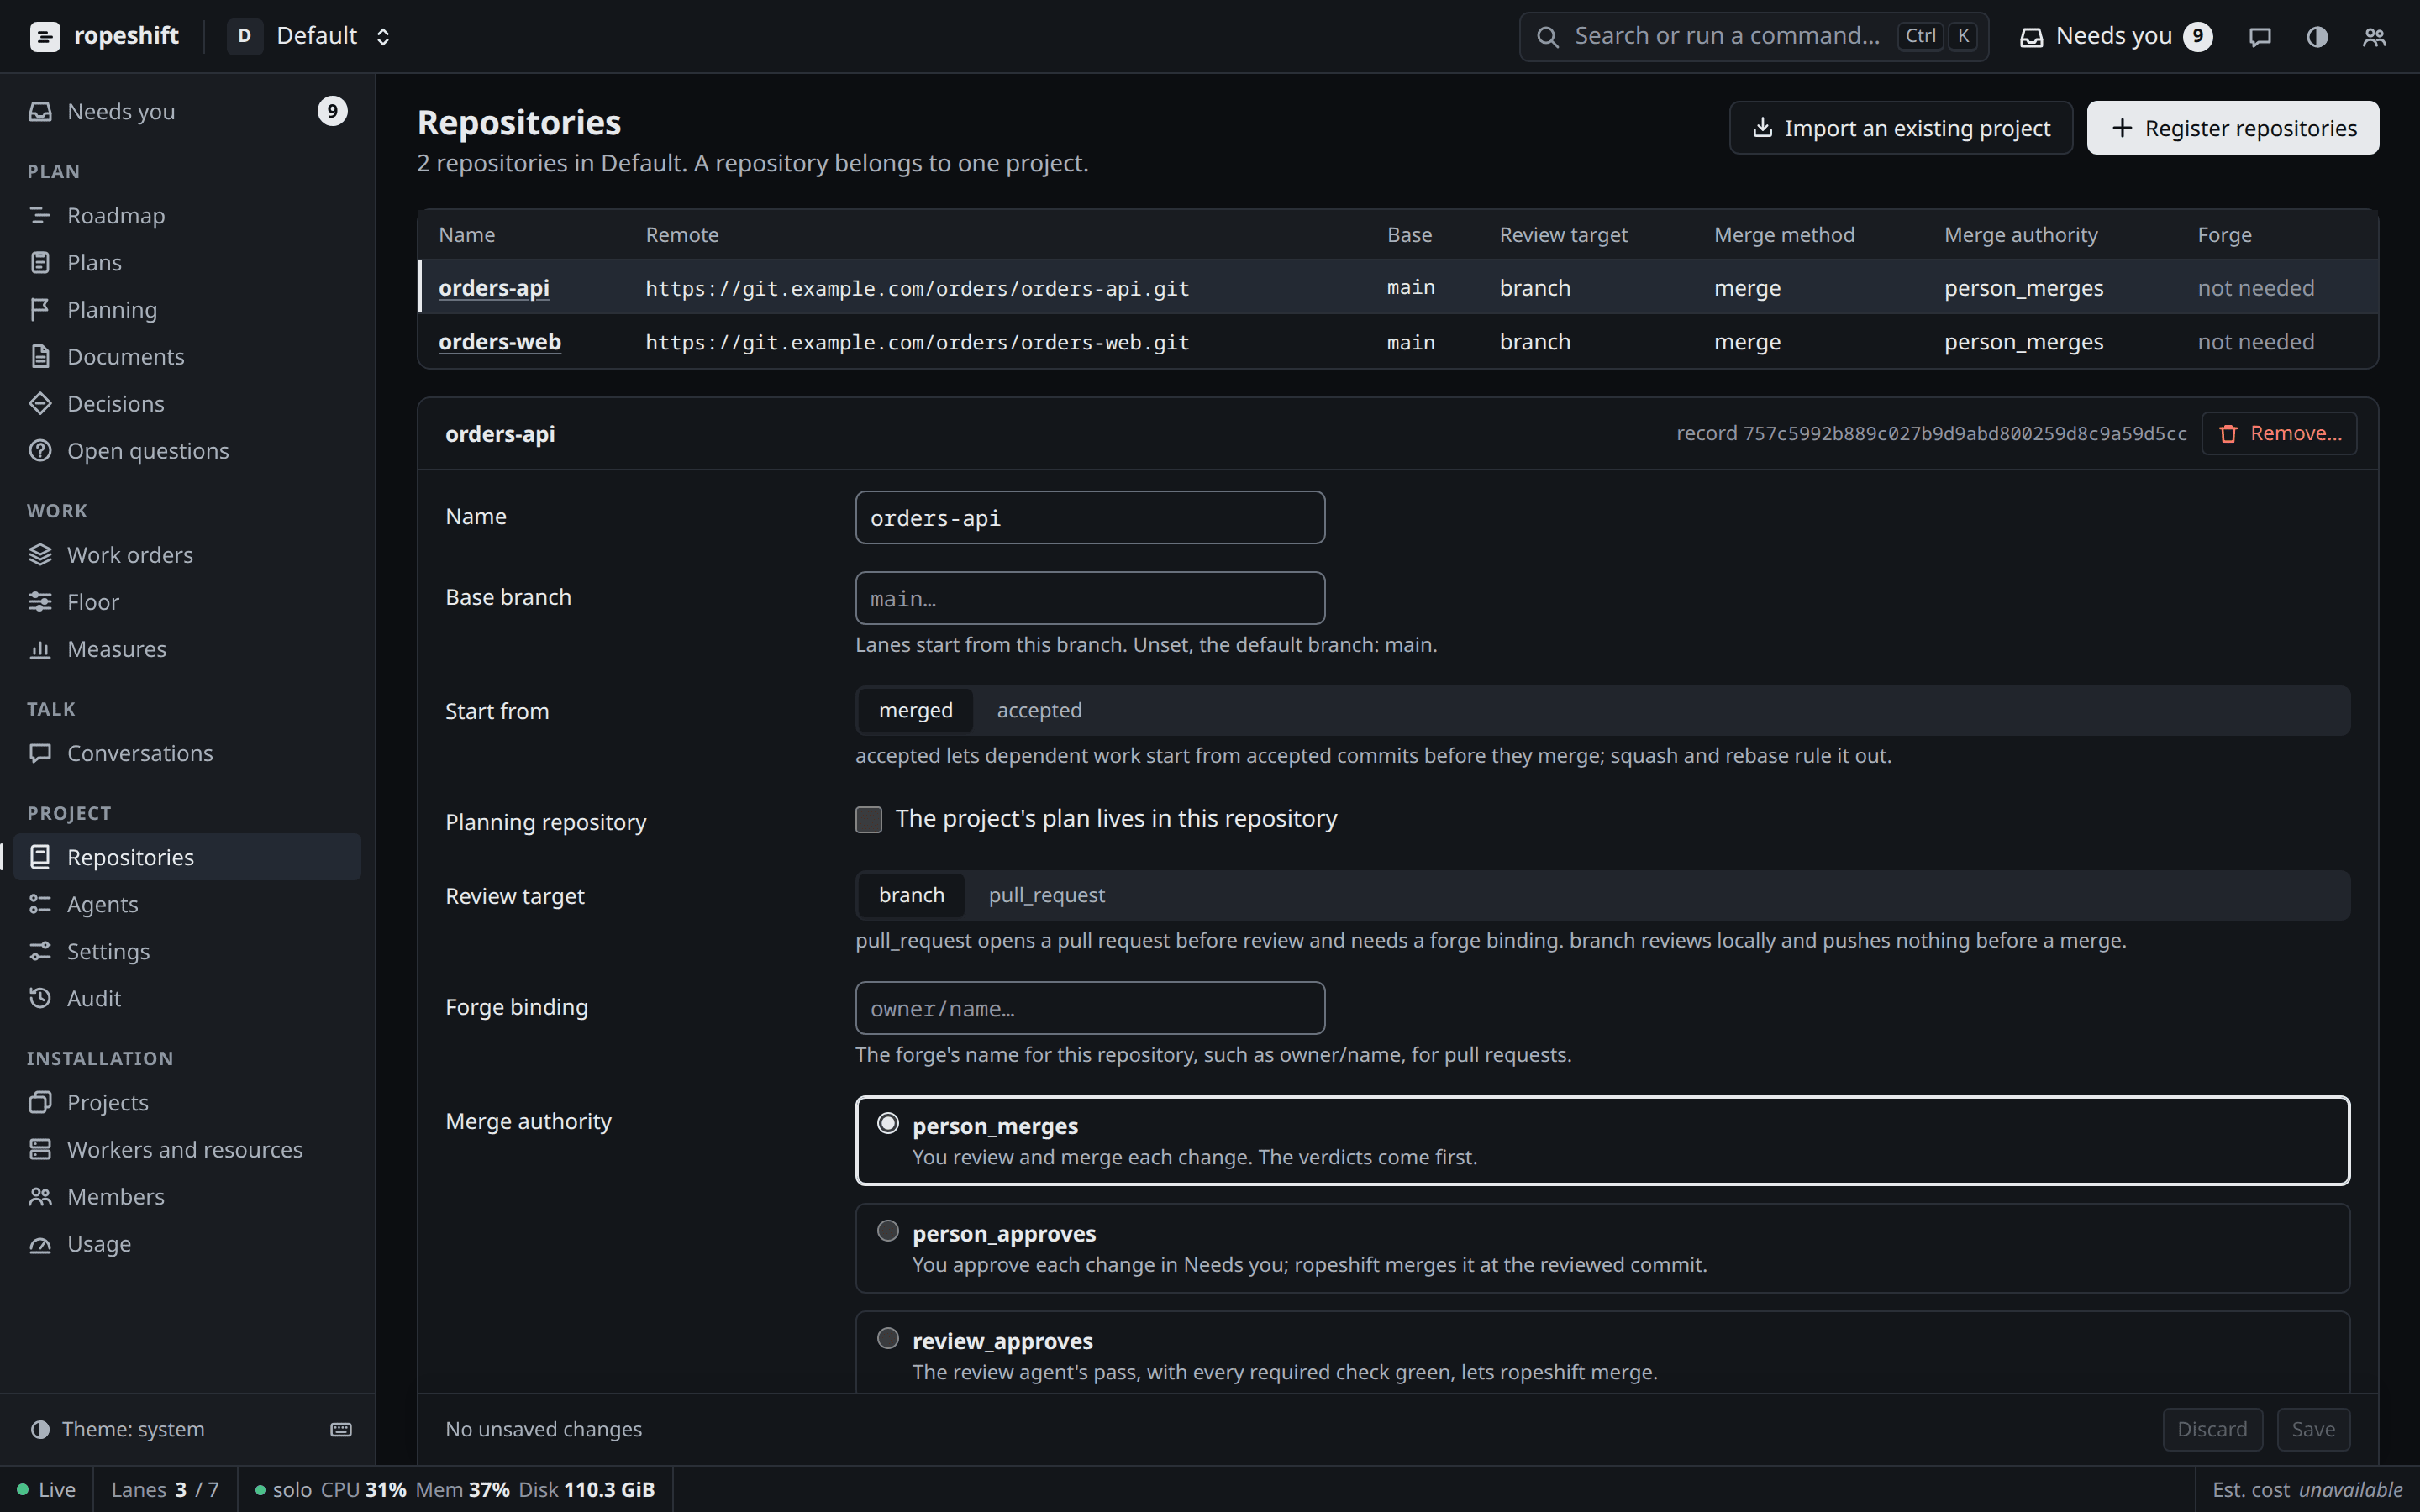 ropeshift
D Default
Search or run a command... Ctrl K
Needs you 9
Needs you 9
PLAN
Roadmap
Plans
Planning
Documents
Decisions
Open questions
WORK
Work orders
Floor
Measures
TALK
Conversations
PROJECT
Repositories
Agents
Settings
Audit
INSTALLATION
Projects
Workers and resources
Members
Usage
Theme: system
Repositories
2 repositories in Default. A repository belongs to one project.
Import an existing project
Register repositories
Name Remote Base Review target Merge method Merge authority Forge
orders-api https://git.example.com/orders/orders-api.git main branch merge person_merges not needed
orders-web https://git.example.com/orders/orders-web.git main branch merge person_merges not needed
orders-api
record 757c5992b889c027b9d9abd800259d8c9a59d5cc
Remove...
Name
orders-api
Base branch
main…
Lanes start from this branch. Unset, the default branch: main.
Start from
merged accepted
accepted lets dependent work start from accepted commits before they merge; squash and rebase rule it out.
Planning repository
The project's plan lives in this repository
Review target
branch pull_request
pull_request opens a pull request before review and needs a forge binding. branch reviews locally and pushes nothing before a merge.
Forge binding
owner/name…
The forge's name for this repository, such as owner/name, for pull requests.
Merge authority
person_merges
You review and merge each change. The verdicts come first.
person_approves
You approve each change in Needs you; ropeshift merges it at the reviewed commit.
review_approves
The review agent's pass, with every required check green, lets ropeshift merge.
No unsaved changes
Discard Save
Live
Lanes 3 / 7
solo CPU 31% Mem 37% Disk 110.3 GiB
Est. cost unavailable